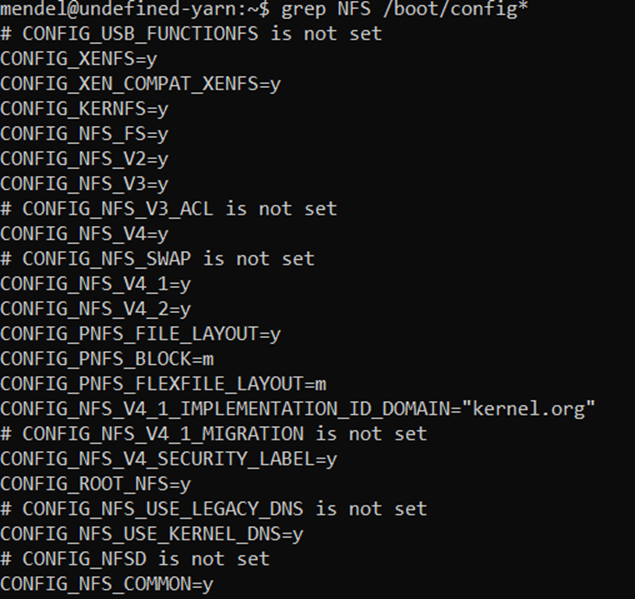 mendel@undefined-yarn:~$ grep NFS /boot/config*
# CONFIG_USB_FUNCTIONFS is not set
CONFIG_XENFS=y
CONFIG_XEN_COMPAT_XENFS=y
CONFIG_KERNFS=y
CONFIG_NFS_FS=y
CONFIG_NFS_V2=y
CONFIG_NFS_V3=y
# CONFIG_NFS_V3_ACL is not set
CONFIG_NFS_V4=y
# CONFIG_NFS_SWAP is not set
CONFIG_NFS_V4_1=y
CONFIG_NFS_V4_2=y
CONFIG_PNFS_FILE_LAYOUT=y
CONFIG_PNFS_BLOCK=m
CONFIG_PNFS_FLEXFILE_LAYOUT=m
CONFIG_NFS_V4_1_IMPLEMENTATION_ID_DOMAIN="kernel.org"
# CONFIG_NFS_V4_1_MIGRATION is not set
CONFIG_NFS_V4_SECURITY_LABEL=y
CONFIG_ROOT_NFS=y
# CONFIG_NFS_USE_LEGACY_DNS is not set
CONFIG_NFS_USE_KERNEL_DNS=y
# CONFIG_NFSD is not set
CONFIG_NFS_COMMON=y